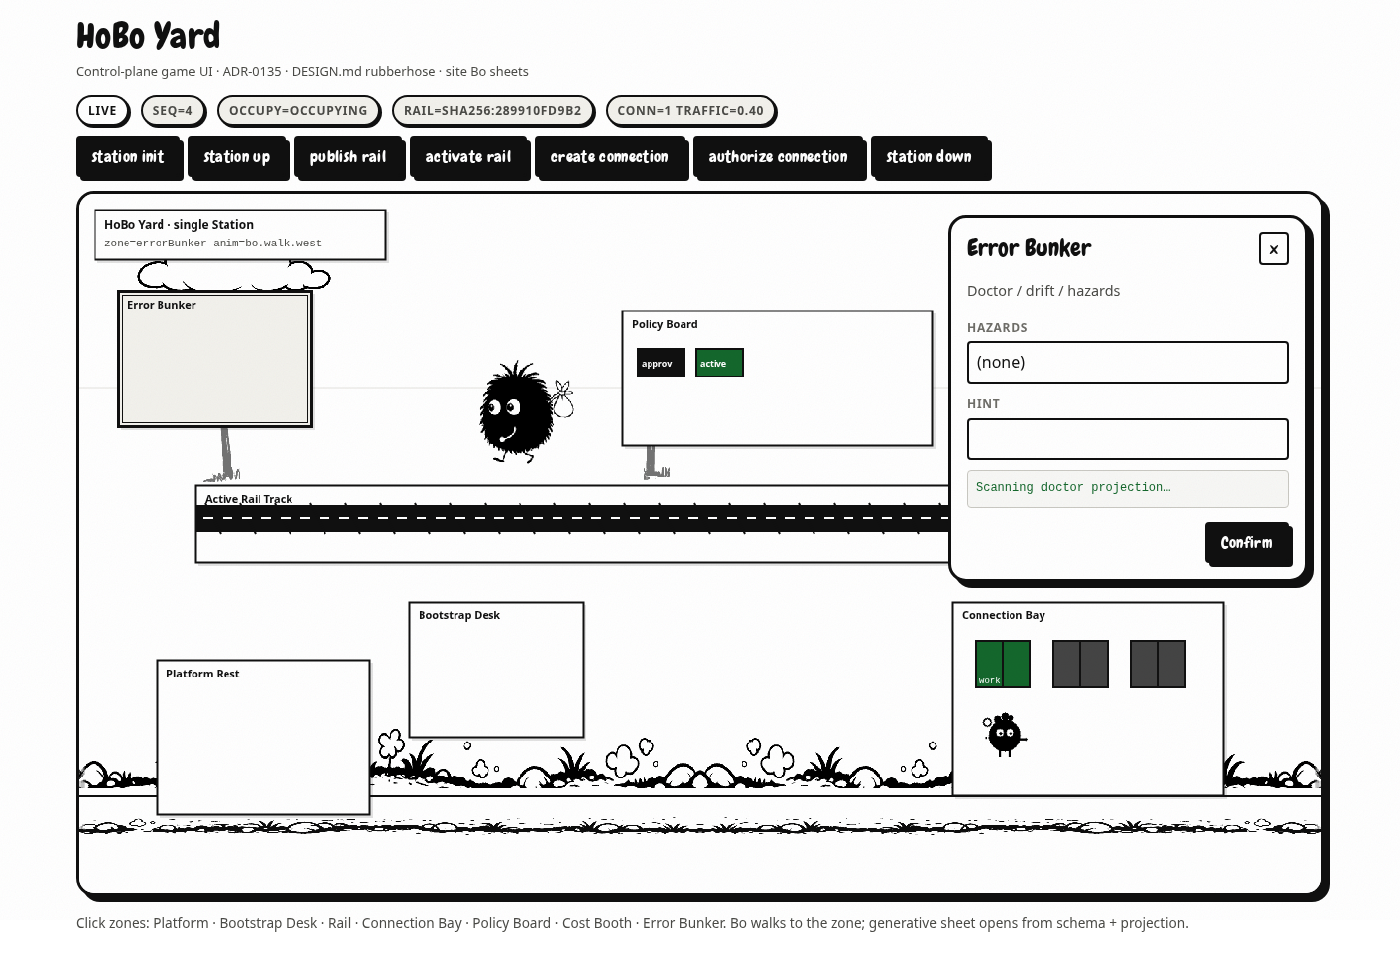 HoBo Yard
Control-plane game UI · ADR-0135 · DESIGN.md rubberhose · site Bo sheets
LIVE
SEQ=4
OCCUPY=OCCUPYING
RAIL=SHA256:289910FD9B2
CONN=1 TRAFFIC=0.40
station init
station up
publish rail
activate rail
create connection
authorize connection
station down
HoBo Yard · single Station
zone=errorBunker anim=bo.walk.west
Error Bunker
Policy Board
approv
active
Active Rail Track
Bootstrap Desk
Platform Rest
Connection Bay
work
Error Bunker
x
Doctor / drift / hazards
HAZARDS
(none)
HINT
Scanning doctor projection…
Confirm
Click zones: Platform · Bootstrap Desk · Rail · Connection Bay · Policy Board · Cost Booth · Error Bunker. Bo walks to the zone; generative sheet opens from schema + projection.